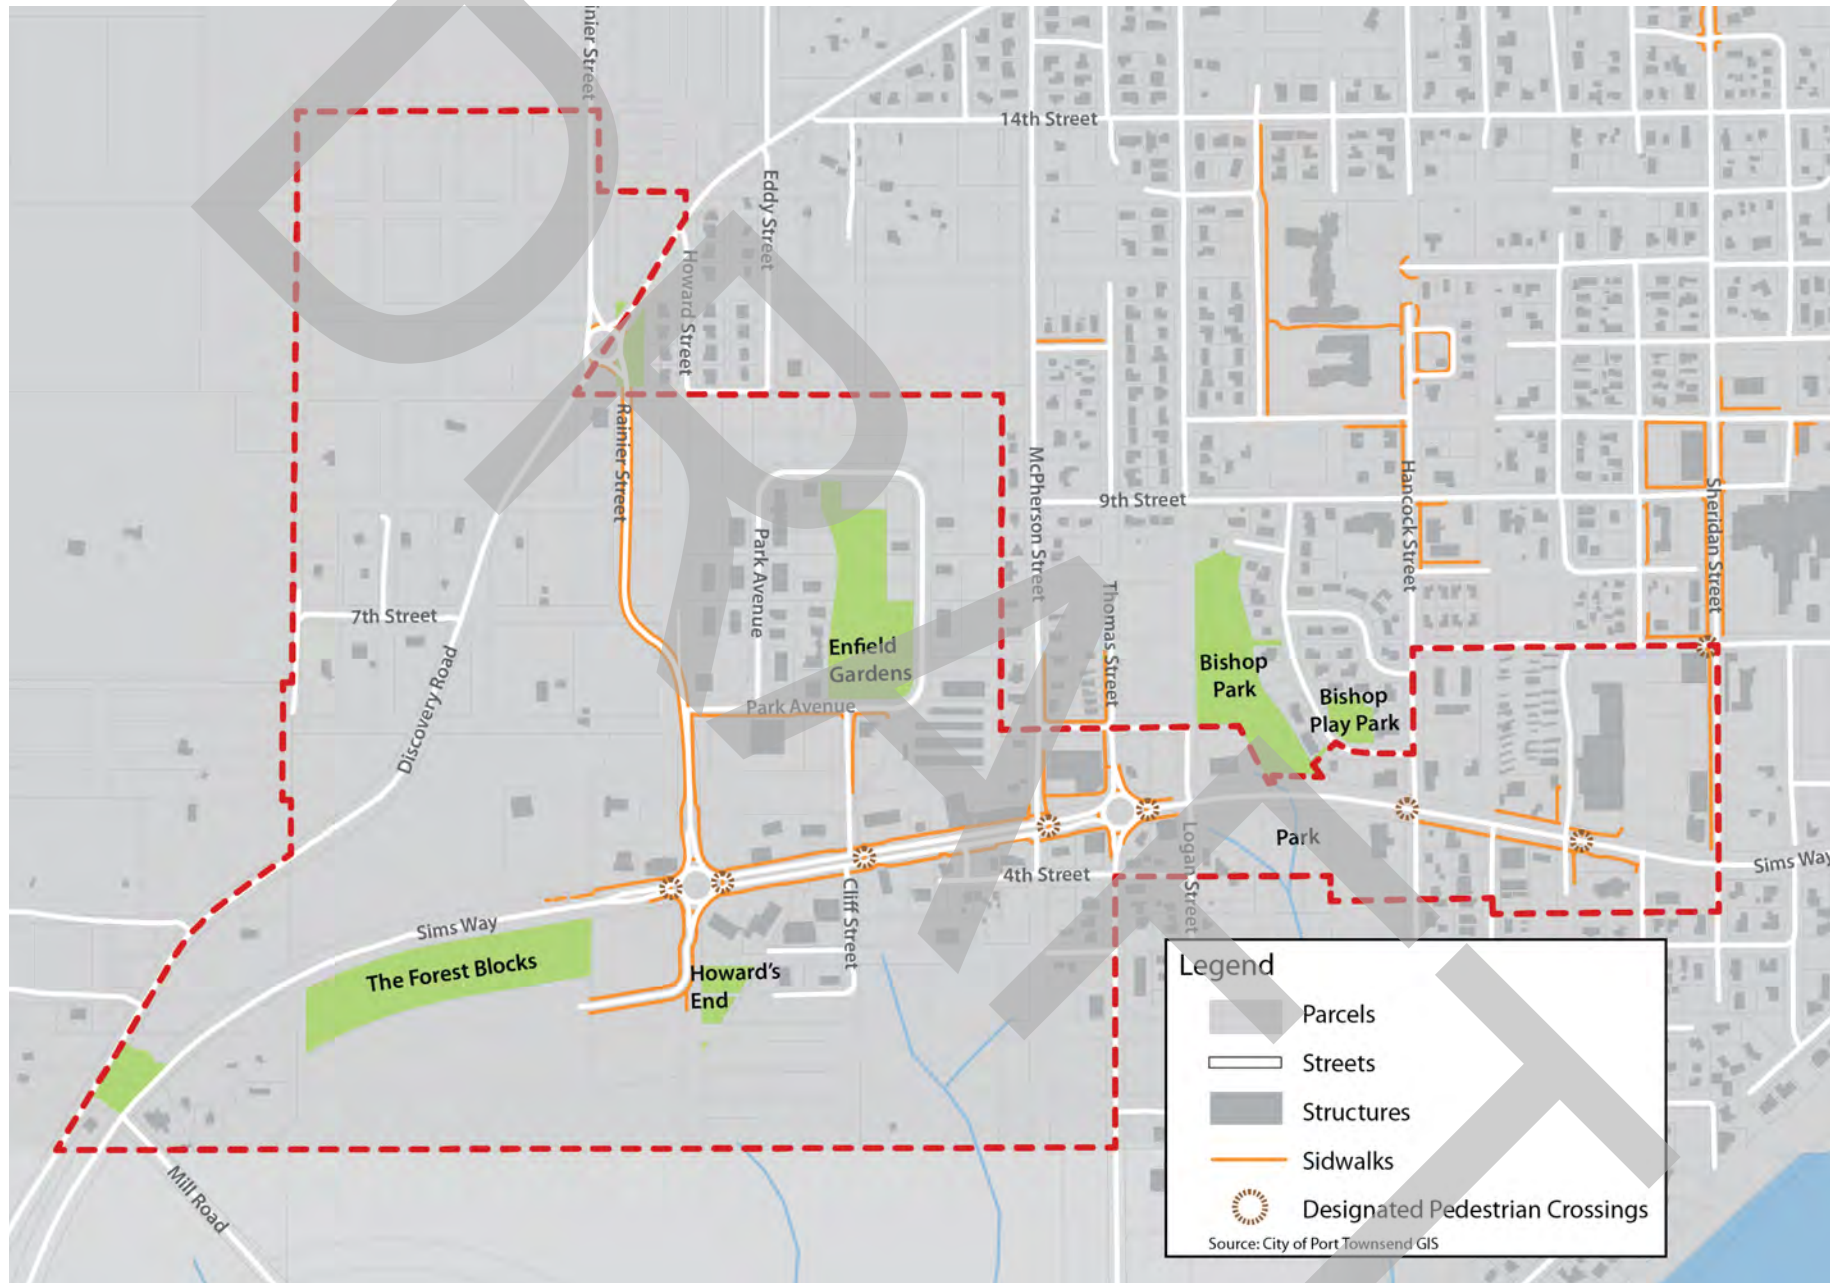 inier Street
14th Street
Eddy Street
Howard Street
Rainier Street
McPherson Street
9th Street
Hancock Street
Sheridan Street
Park Avenue
Thomas Street
7th Street
Enfield
Gardens
Bishop
Park
Bishop
Play Park
Discovery Road
Park Avenue
Park
Logan Street
Sims Way
4th Street
Cliff Street
Sims Way
The Forest Blocks
Howard's
End
Mill Road
Legend
Parcels
Streets
Structures
Sidwalks
Designated Pedestrian Crossings
Source: City of Port Townsend GIS
DRAFT